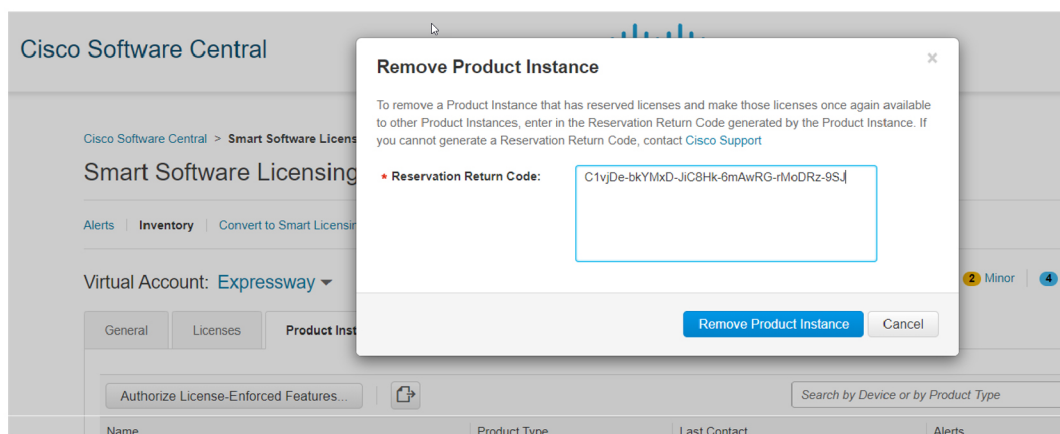 Cisco Software Central
Remove Product Instance
×
To remove a Product Instance that has reserved licenses and make those licenses once again available
to other Product Instances, enter in the Reservation Return Code generated by the Product Instance. If
you cannot generate a Reservation Return Code, contact Cisco Support
* Reservation Return Code:
C1vjDe-bkYMxD-JiC8Hk-6mAwRG-rMoDRz-9SJ
Remove Product Instance
Cancel
Cisco Software Central > Smart Software Licens
Smart Software Licensing
Alerts
Inventory
Convert to Smart Licensin
Virtual Account: Expressway
2 Minor
4
General
Licenses
Product Inst
Authorize License-Enforced Features...
Search by Device or by Product Type
Name
Product Type
Last Contact
Alerts